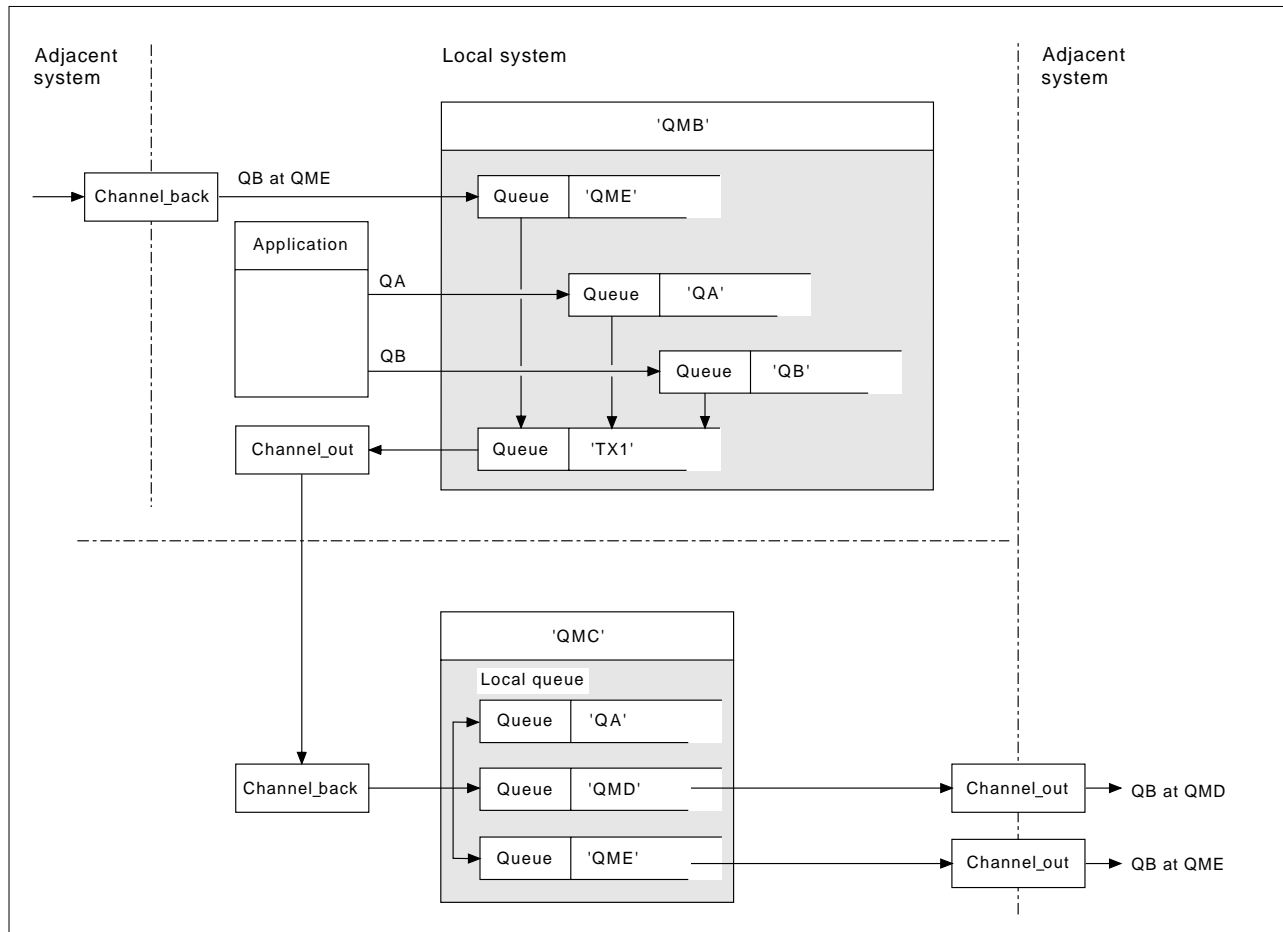 Adjacent
system
Local system
Adjacent
system
'QMB'
QB at QME
Channel_back
Queue 'QME'
Application
QA
Queue 'QA'
QB
Queue 'QB'
Channel_out
Queue 'TX1'
'QMC'
Local queue
Queue 'QA'
Channel_back
Queue 'QMD'
Channel_out
QB at QMD
Queue 'QME'
Channel_out
QB at QME